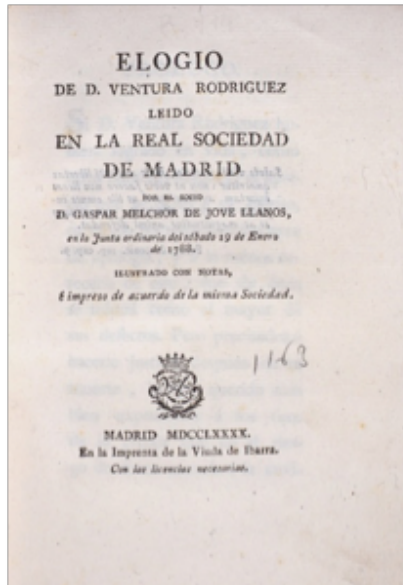 ELOGIO
DE D. VENTURA RODRIGUEZ
LEIDO
EN LA REAL SOCIEDAD
DE MADRID
POR EL SOCIO
D. GASPAR MELCHÔR DE JOVE LLANOS,
en la Junta ordinaria del sábado 19 de Enero
de 1788.
ILUSTRADO CON NOTAS,
é impreso de acuerdo de la misma Sociedad.
1163
MADRID MDCCLXXXX.
En la Imprenta de la Viuda de Ibarra.
Con las licencias necesarias.